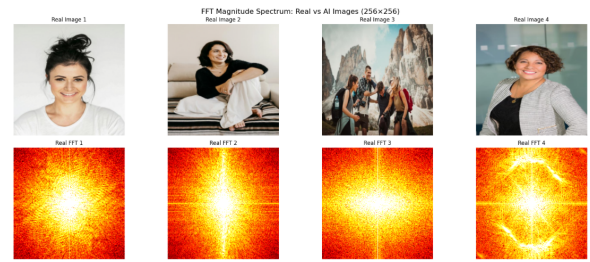 FFT Magnitude Spectrum: Real vs AI Images (256×256)
Real Image 1
Real Image 2
Real Image 3
Real Image 4
Real FFT 1
Real FFT 2
Real FFT 3
Real FFT 4